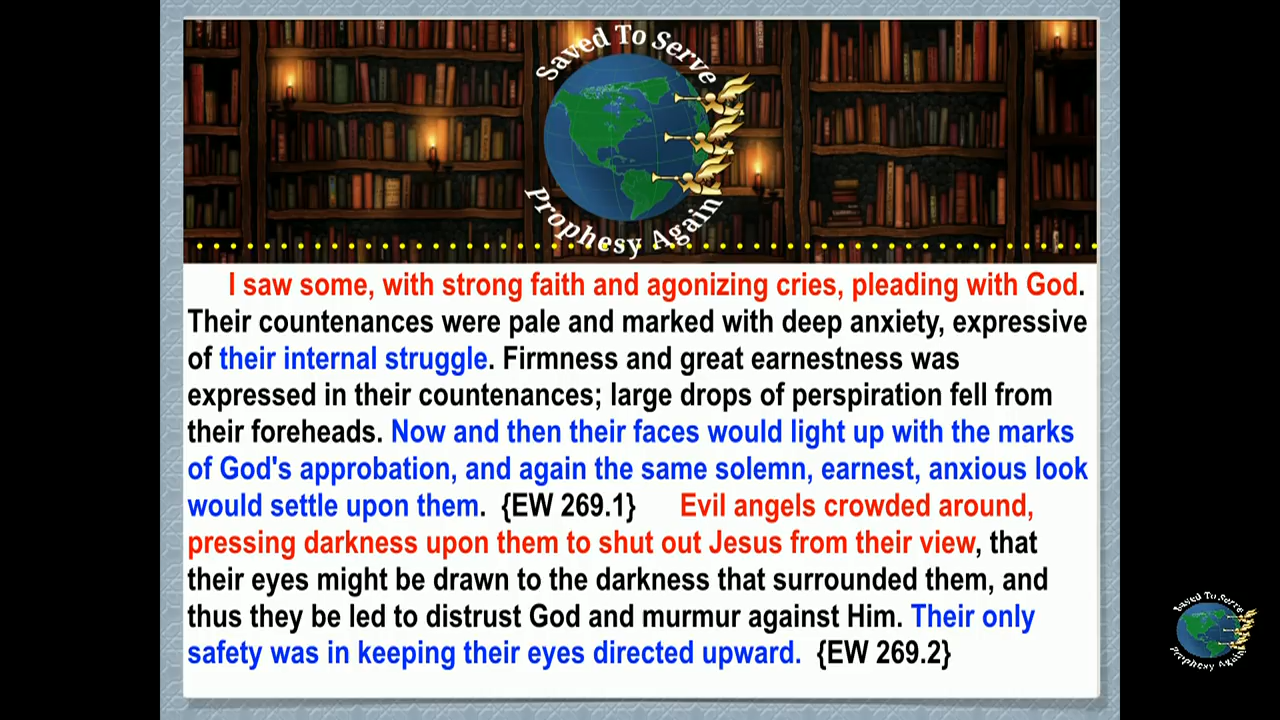 Saved To Serve
Prophesy Again
I saw some, with strong faith and agonizing cries, pleading with God.
Their countenances were pale and marked with deep anxiety, expressive
of their internal struggle. Firmness and great earnestness was
expressed in their countenances; large drops of perspiration fell from
their foreheads. Now and then their faces would light up with the marks
of God's approbation, and again the same solemn, earnest, anxious look
would settle upon them. {EW 269.1} Evil angels crowded around,
pressing darkness upon them to shut out Jesus from their view, that
their eyes might be drawn to the darkness that surrounded them, and
thus they be led to distrust God and murmur against Him. Their only
safety was in keeping their eyes directed upward. {EW 269.2}
Saved To Serve
Prophesy Again